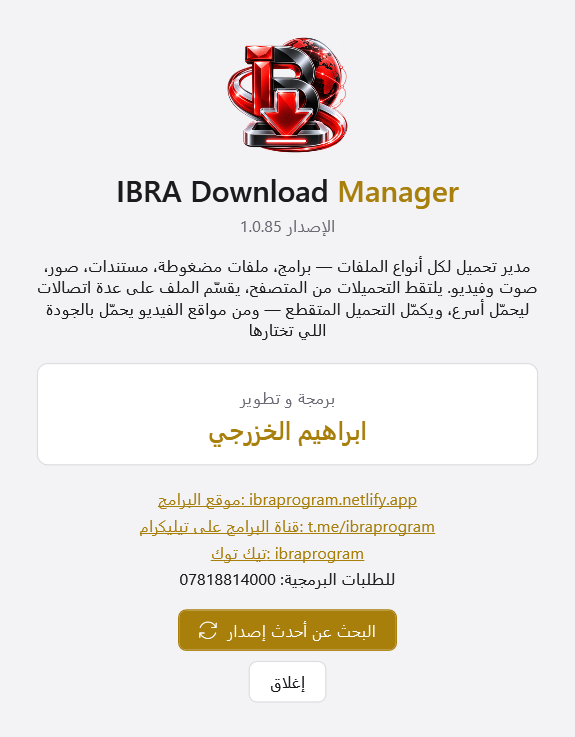 IBRA Download Manager
الإصدار 1.0.85
مدير تحميل لكل أنواع الملفات — برامج، ملفات مضغوطة، مستندات، صور،
صوت وفيديو. يلتقط التحميلات من المتصفح، يقسّم الملف على عدة اتصالات
ليحمّل أسرع، ويكمّل التحميل المتقطع — ومن مواقع الفيديو يحمّل بالجودة
اللي تختارها
برمجة و تطوير
ابراهيم الخزرجي
موقع البرامج: ibraprogram.netlify.app
قناة البرامج على تيليكرام: t.me/ibraprogram
تيك توك: ibraprogram
للطلبات البرمجية: 07818814000
البحث عن أحدث إصدار
إغلاق